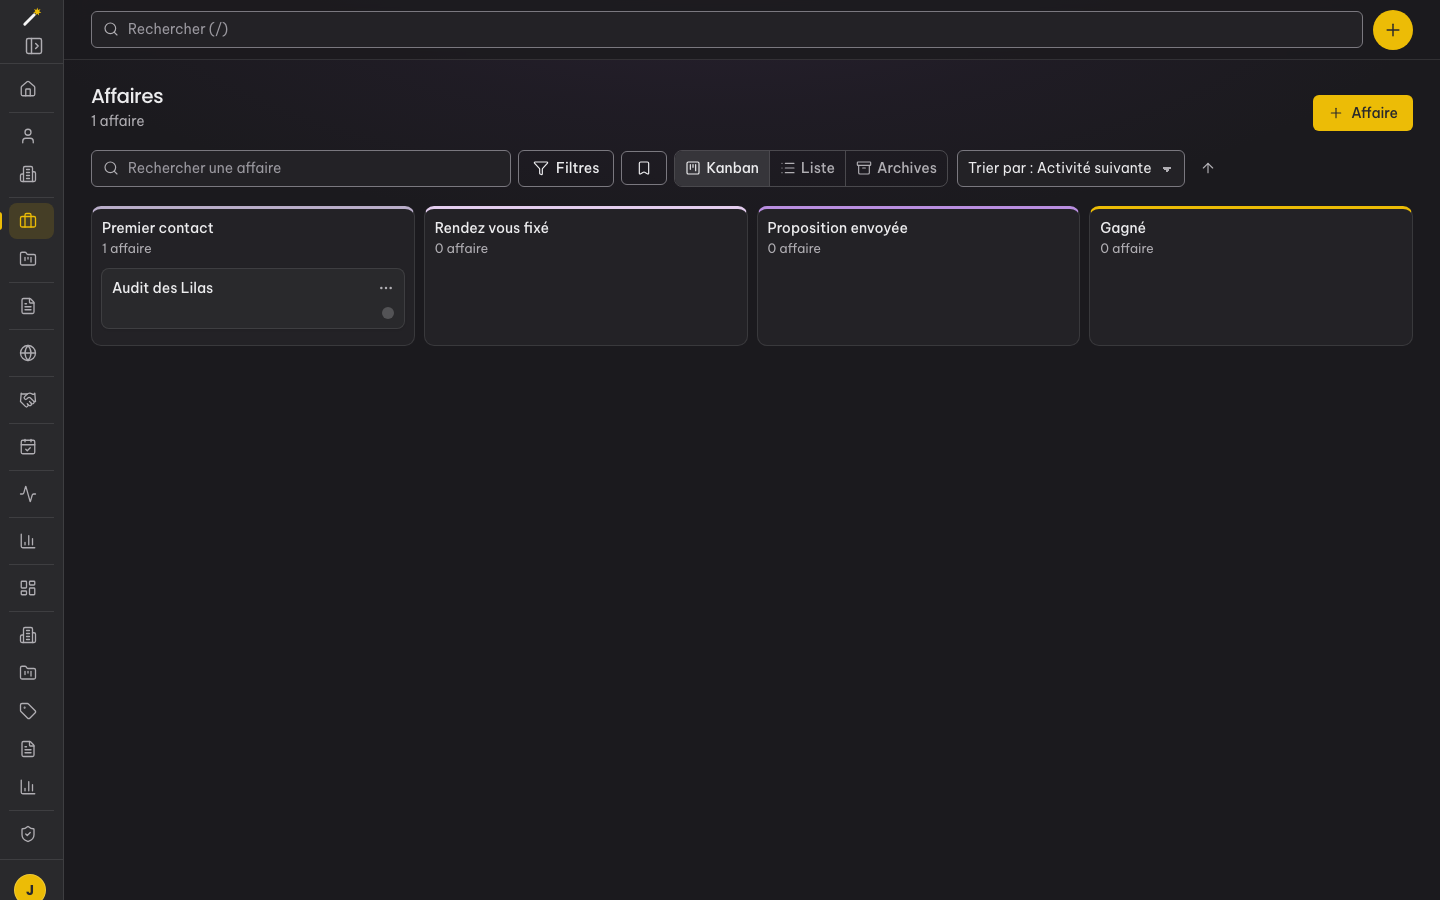 Rechercher (/)
Affaires
1 affaire
Affaire
Rechercher une affaire
Filtres
Kanban
Liste
Archives
Trier par : Activité suivante
Premier contact
1 affaire
Audit des Lilas
Rendez vous fixé
0 affaire
Proposition envoyée
0 affaire
Gagné
0 affaire
J